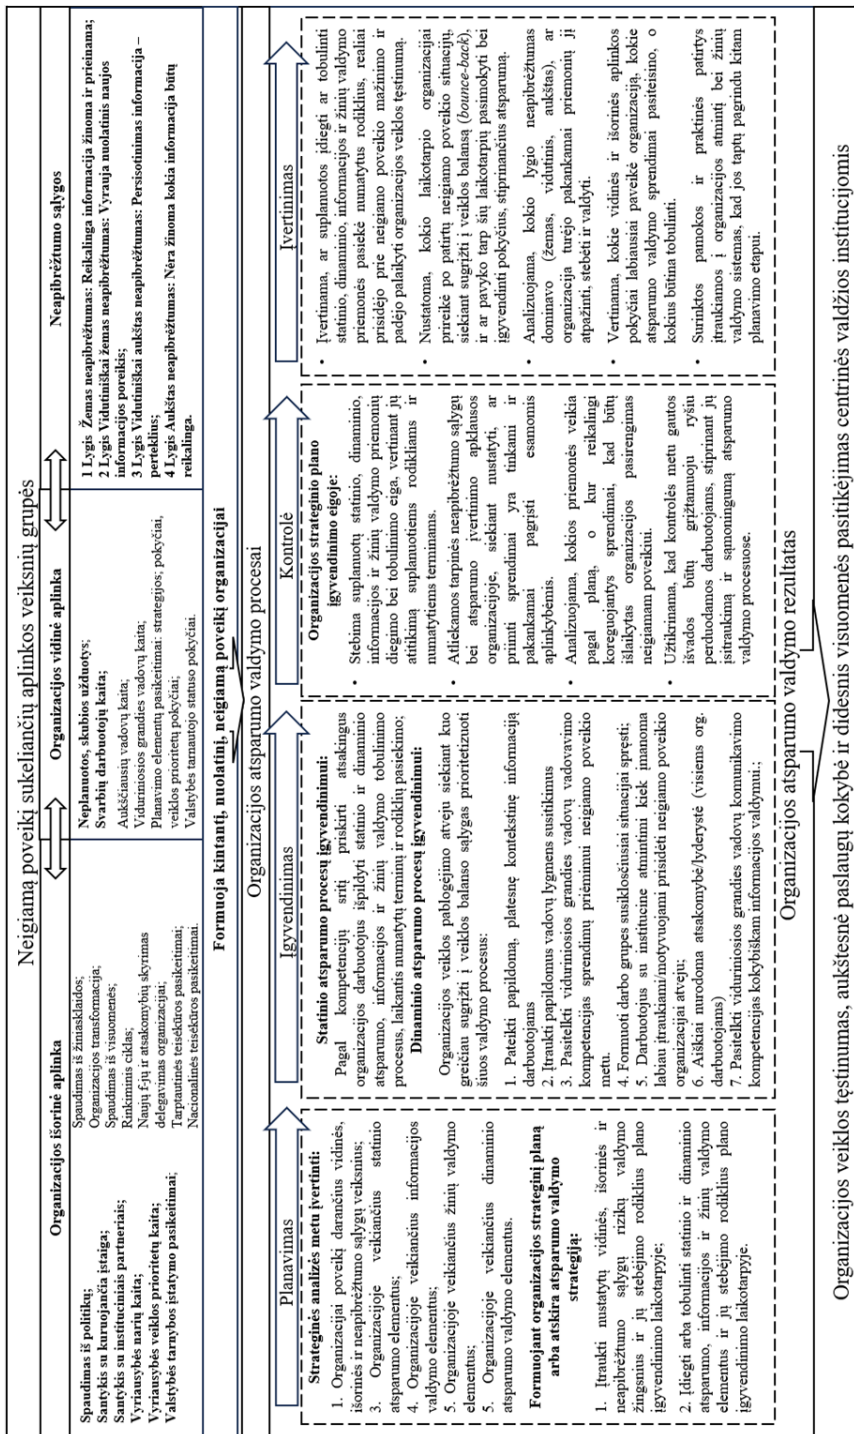 Neigiamą poveikį sukeliančių aplinkos veiksnių grupės
Organizacijos išorinė aplinka
Spaudimas iš politikų;
Santykis su kuruojančia įstaiga;
Santykis su instituciniais partneriais;
Vyriausybės narių kaita;
Vyriausybės veiklos prioritetų kaita;
Valstybės tarnybos įstatymo pasikeitimai;
Spaudimas iš žiniasklaidos;
Organizacijos transformacija;
Spaudimas iš visuomenės;
Rinkiminis ciklas;
Naujų f-jų ir atsakomybių skyrimas
delegavimas organizacijai;
Tarptautinės teisėkūros pasikeitimai;
Nacionalinės teisėkūros pasikeitimai.
Organizacijos vidinė aplinka
Neplanuotos, skubios užduotys;
Svarbių darbuotojų kaita;
Aukščiausių vadovų kaita;
Viduriniosios grandies vadovų kaita;
Planavimo elementų pasikeitimai: strategijos; pokyčiai,
veiklos prioritetų pokyčiai;
Valstybės tarnautojo statuso pokyčiai.
Neapibrėžtumo sąlygos
1 Lygis Žemas neapibrėžtumas: Reikalinga informacija žinoma ir prieinama;
2 Lygis Vidutiniškai žemas neapibrėžtumas: Vyrauja nuolatinis naujos
informacijos poreikis;
3 Lygis Vidutiniškai aukštas neapibrėžtumas: Persisotinimas informacija –
perteklius;
4 Lygis Aukštas neapibrėžtumas: Nėra žinoma kokia informacija būtų
reikalinga.
Formuoja kintantį, nuolatinį, neigiamą poveikį organizacijai
Organizacijos atsparumo valdymo procesai
Planavimas
Strateginės analizės metu įvertinti:
1. Organizacijai poveikį darančius vidinės,
išorinės ir neapibrėžtumo sąlygų veiksnius;
3. Organizacijoje veikiančius statinio
atsparumo elementus;
4. Organizacijoje veikiančius informacijos
valdymo elementus;
5. Organizacijoje veikiančius žinių valdymo
elementus;
5. Organizacijoje veikiančius dinaminio
atsparumo valdymo elementus.
Formuojant organizacijos strateginį planą
arba atskira atsparumo valdymo
strategiją:
1. Įtraukti nustatytų vidinės, išorinės ir
neapibrėžtumo sąlygų rizikų valdymo
žingsnius ir jų stebėjimo rodiklius plano
įgyvendinimo laikotarpyje;
2. Įdiegti arba tobulinti statinio ir dinaminio
atsparumo, informacijos ir žinių valdymo
elementus ir jų stebėjimo rodiklius plano
įgyvendinimo laikotarpyje.
Įgyvendinimas
Statinio atsparumo procesų įgyvendinimui:
Pagal kompetencijų sritį priskirti atsakingus
organizacijos darbuotojus išpildyti statinio ir dinaminio
atsparumo, informacijos ir žinių valdymo tobulinimo
procesus, laikantis numatytų terminų ir rodiklių pasiekimo;
Dinaminio atsparumo procesų įgyvendinimui:
Organizacijos veiklos pablogėjimo atveju siekiant kuo
greičiau sugrįžti į veiklos balanso sąlygas prioritetizuoti
šiuos valdymo procesus:
1. Pateikti papildomą, platesnę kontekstinę informaciją
darbuotojams
2. Įtraukti papildomus vadovų lygmens susitikimus
3. Pasitelkti viduriniosios grandies vadovų vadovavimo
kompetencijas sprendimų priėmimui neigiamo poveikio
metu.
4. Formuoti darbo grupes susiklosčiusiai situacijai spręsti;
5. Darbuotojus su institucine atmintimi kiek įmanoma
labiau įtraukiami/motyvuojami prisidėti neigiamo poveikio
organizacijai atveju;
6. Aiškiai nurodoma atsakomybė/lyderystė (visiems org.
darbuotojams)
7. Pasitelkti viduriniosios grandies vadovų komunikavimo
kompetencijas kokybiškam informacijos valdymui.;
Kontrolė
Organizacijos strateginio plano
įgyvendinimo eigoje:
• Stebima suplanuotų statinio, dinaminio,
informacijos ir žinių valdymo priemonių
diegimo bei tobulinimo eiga, vertinant jų
atitikimą suplanuotiems rodikliams ir
numatytiems terminams.
• Atliekamos tarpinės neapibrėžtumo sąlygų
bei atsparumo įvertinimo apklausos
organizacijoje, siekiant nustatyti, ar
priimti sprendimai yra tinkami ir
pakankamai pagrįsti esamomis
aplinkybėmis.
• Analizuojama, kokios priemonės veikia
pagal planą, o kur reikalingi
koreguojantys sprendimai, kad būtų
išlaikytas organizacijos pasirengimas
neigiamam poveikiui.
• Užtikrinama, kad kontrolės metu gautos
išvados būtų grįžtamuoju ryšiu
perduodamos darbuotojams, stiprinant jų
įsitraukimą ir sąmoningumą atsparumo
valdymo procesuose.
Įvertinimas
• Įvertinama, ar suplanuotos įdiegti ar tobulinti
statinio, dinaminio, informacijos ir žinių valdymo
priemonės pasiekė numatytus rodiklius, realiai
prisidėjo prie neigiamo poveikio mažinimo ir
padėjo palaikyti organizacijos veiklos tęstinumą.
• Nustatoma, kokio laikotarpio organizacijai
prireikė po patirtų neigiamo poveikio situacijų,
siekiant sugrįžti į veiklos balansą (bounce-back),
ir ar pavyko tarp šių laikotarpių pasimokyti bei
įgyvendinti pokyčius, stiprinančius atsparumą.
• Analizuojama, kokio lygio neapibrėžtumas
dominavo (žemas, vidutinis, aukštas), ar
organizacija turėjo pakankamai priemonių jį
atpažinti, stebėti ir valdyti.
• Vertinama, kokie vidinės ir išorinės aplinkos
pokyčiai labiausiai paveikė organizaciją, kokie
atsparumo valdymo sprendimai pasiteisino, o
kokius būtina tobulinti.
• Surinktos pamokos ir praktinės patirtys
įtraukiamos į organizacijos atmintį bei žinių
valdymo sistemas, kad jos taptų pagrindu kitam
planavimo etapui.
Organizacijos atsparumo valdymo rezultatas
Organizacijos veiklos tęstinumas, aukštesnė paslaugų kokybė ir didesnis visuomenės pasitikėjimas centrinės valdžios institucijomis